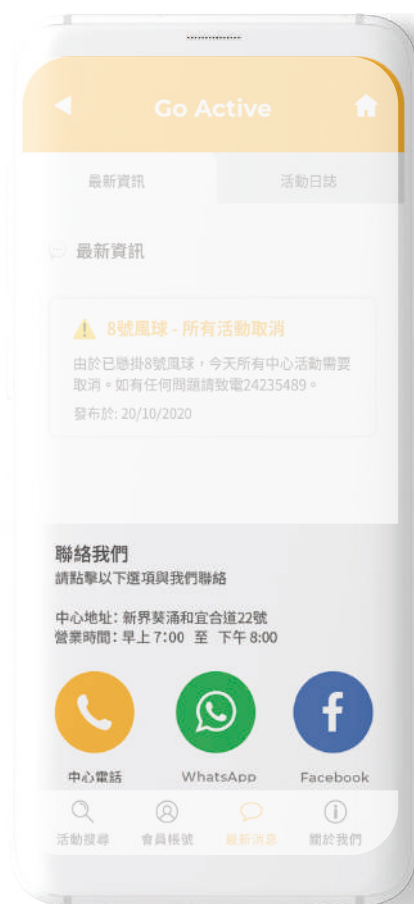 Go Active
最新資訊 活動日誌
最新資訊
8號風球 - 所有活動取消
由於已懸掛8號風球，今天所有中心活動需要
取消。如有任何問題請致電24235489。
發布於: 20/10/2020
聯絡我們
請點擊以下選項與我們聯絡
中心地址：新界葵涌和宜合道22號
營業時間：早上 7:00 至 下午 8:00
中心電話 WhatsApp Facebook
活動搜尋 會員帳號 最新消息 關於我們